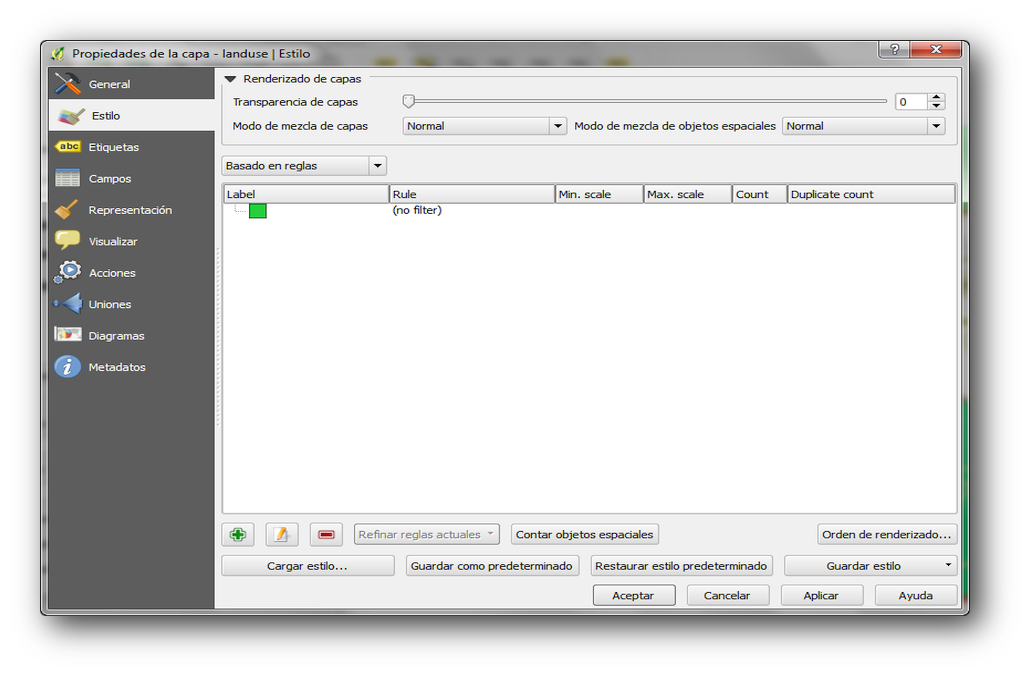 Propiedades de la capa - landuse | Estilo
General
Estilo
abc Etiquetas
Campos
Representación
Visualizar
Acciones
Uniones
Diagramas
i Metadatos
Renderizado de capas
Transparencia de capas 0
Modo de mezcla de capas Normal Modo de mezcla de objetos espaciales Normal
Basado en reglas
Label Rule Min. scale Max. scale Count Duplicate count
(no filter)
Refinar reglas actuales Contar objetos espaciales Orden de renderizado...
Cargar estilo... Guardar como predeterminado Restaurar estilo predeterminado Guardar estilo
Aceptar Cancelar Aplicar Ayuda